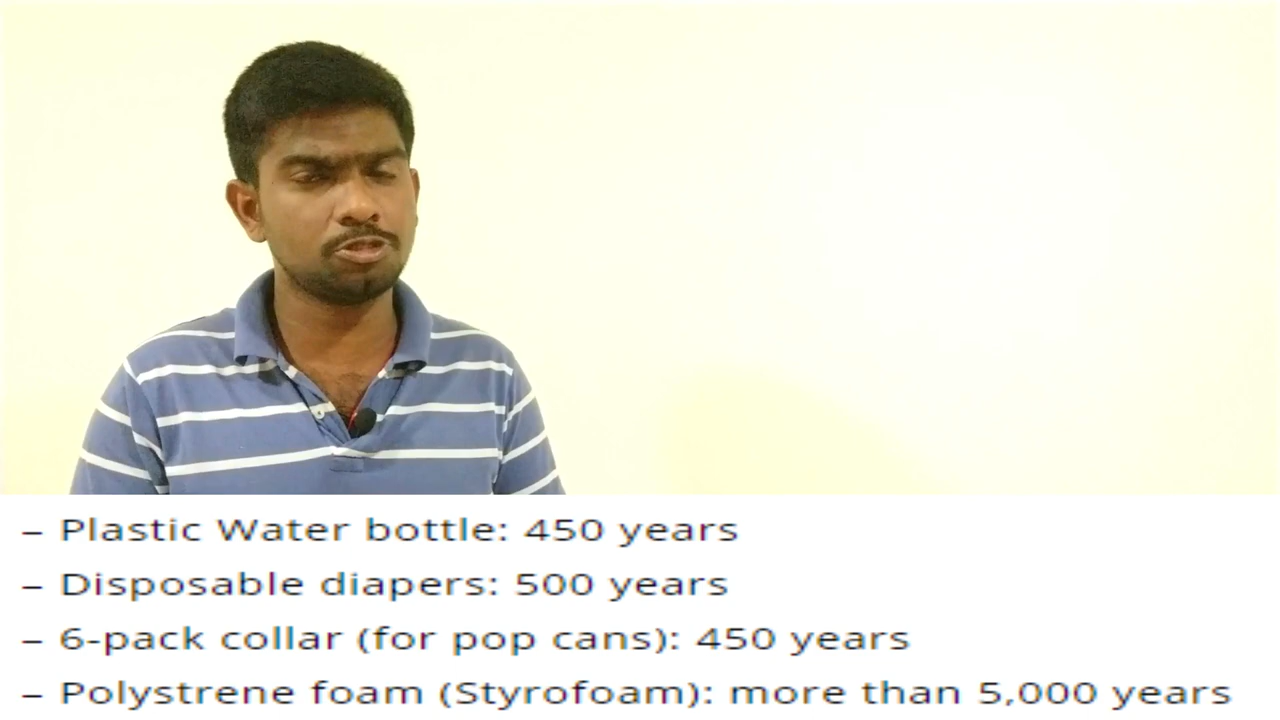 – Plastic Water bottle: 450 years
– Disposable diapers: 500 years
– 6-pack collar (for pop cans): 450 years
– Polystrene foam (Styrofoam): more than 5,000 years